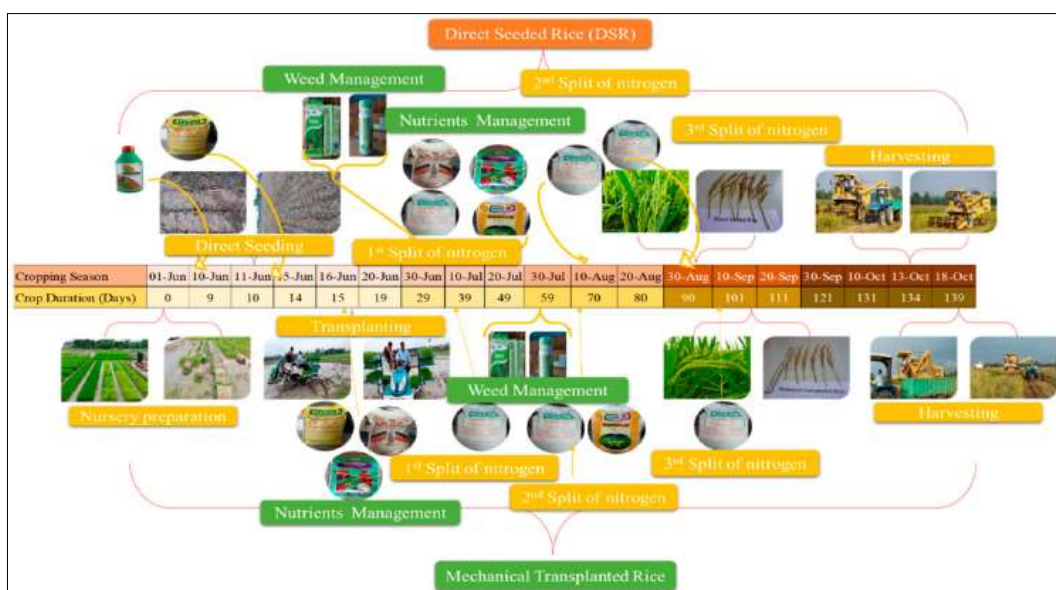 Direct Seeded Rice (DSR)
Weed Management
2nd Split of nitrogen
Nutrients Management
3rd Split of nitrogen
Harvesting
Direct Seeding
1st Split of nitrogen
Cropping Season 01-Jun 10-Jun 11-Jun 5-Jun 16-Jun 20-Jun 30-Jun 10-Jul 20-Jul 30-Jul 10-Aug 20-Aug 30-Aug 10-Sep 20-Sep 30-Sep 10-Oct 13-Oct 18-Oct
Crop Duration (Days) 0 9 10 14 15 19 29 39 49 59 70 80 90 101 111 121 131 134 139
Transplanting
Weed Management
Nursery preparation
Harvesting
1st Split of nitrogen
3rd Split of nitrogen
2nd Split of nitrogen
Nutrients Management
Mechanical Transplanted Rice